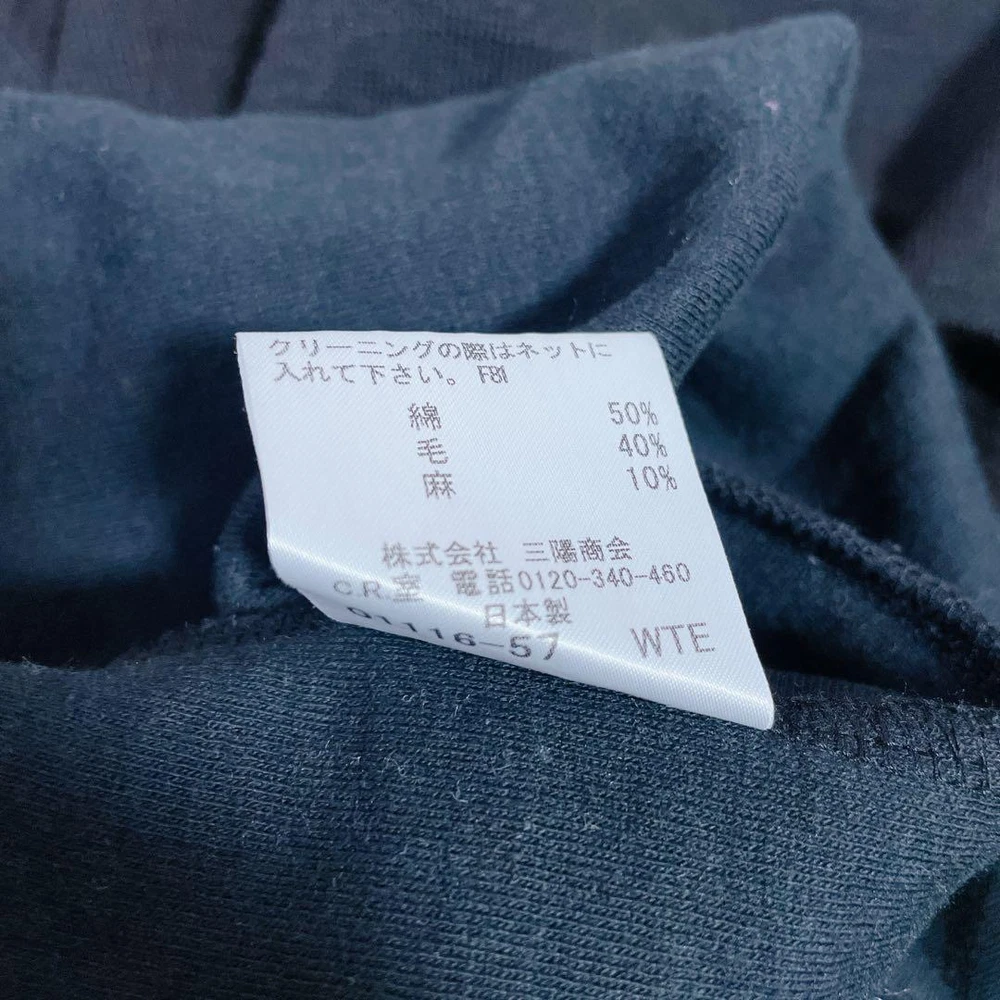 クリーニングの際はネットに
入れて下さい。 F81
綿 50%
毛 40%
麻 10%
株式会社 三陽商会
C.R.室 電話0120-340-460
日本製
Q1116-57 WTE